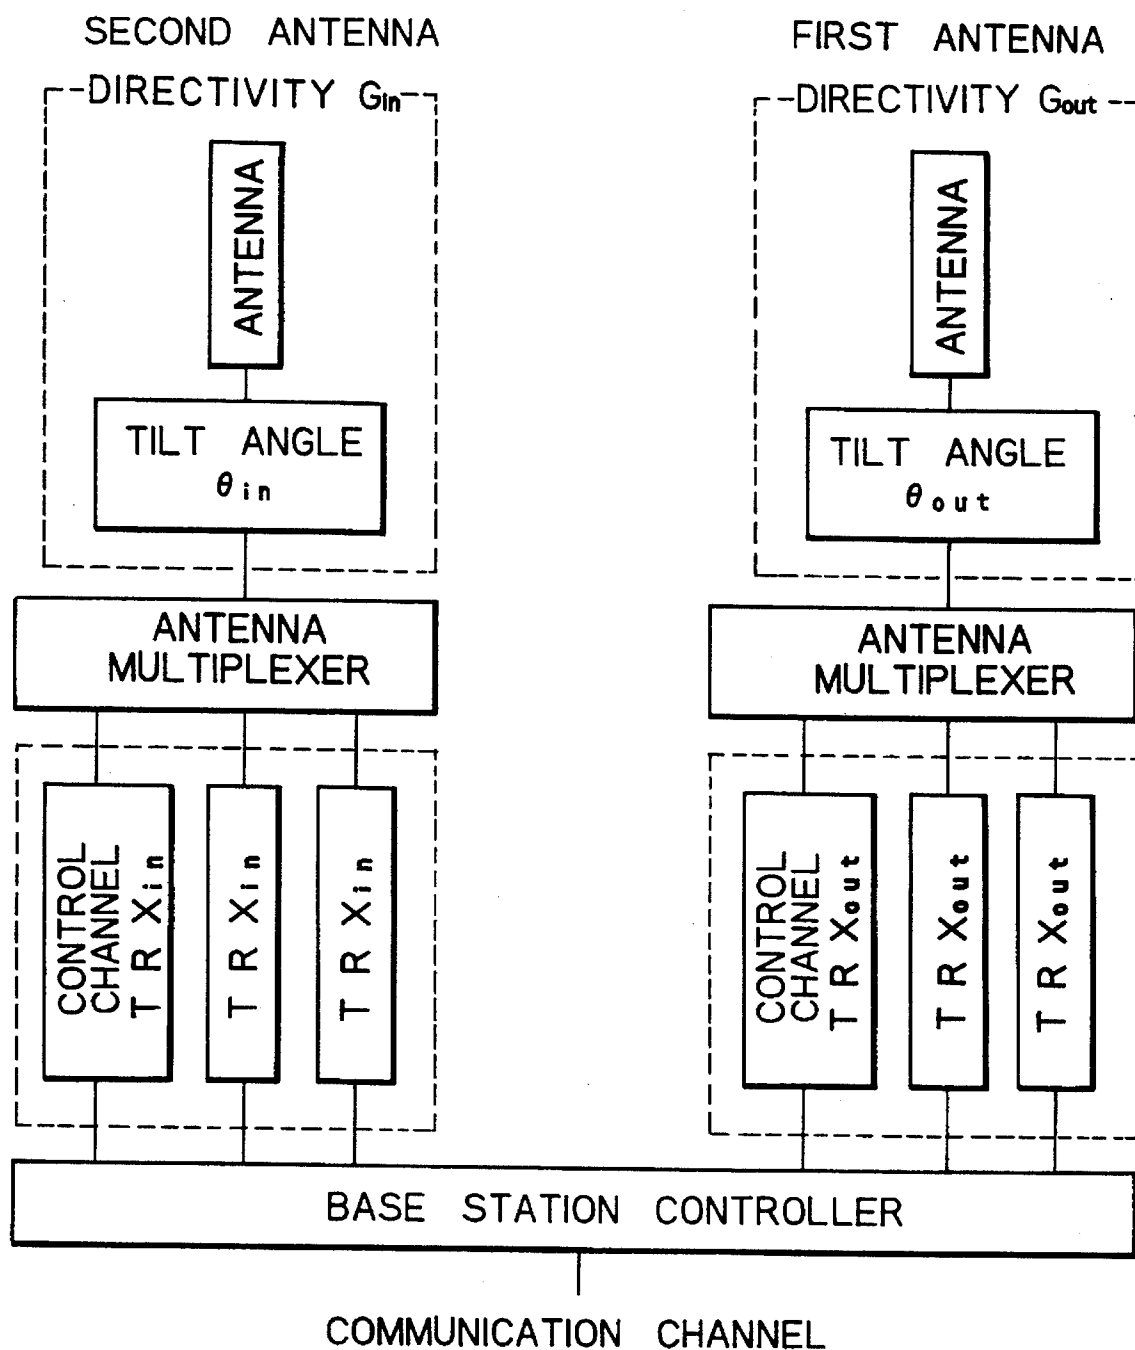 SECOND ANTENNA
DIRECTIVITY Gin
ANTENNA
TILT ANGLE
θin
ANTENNA
MULTIPLEXER
CONTROL
CHANNEL
TRXin
TRXin
TRXin
FIRST ANTENNA
DIRECTIVITY Gout
ANTENNA
TILT ANGLE
θout
ANTENNA
MULTIPLEXER
CONTROL
CHANNEL
TRXout
TRXout
TRXout
BASE STATION CONTROLLER
COMMUNICATION CHANNEL